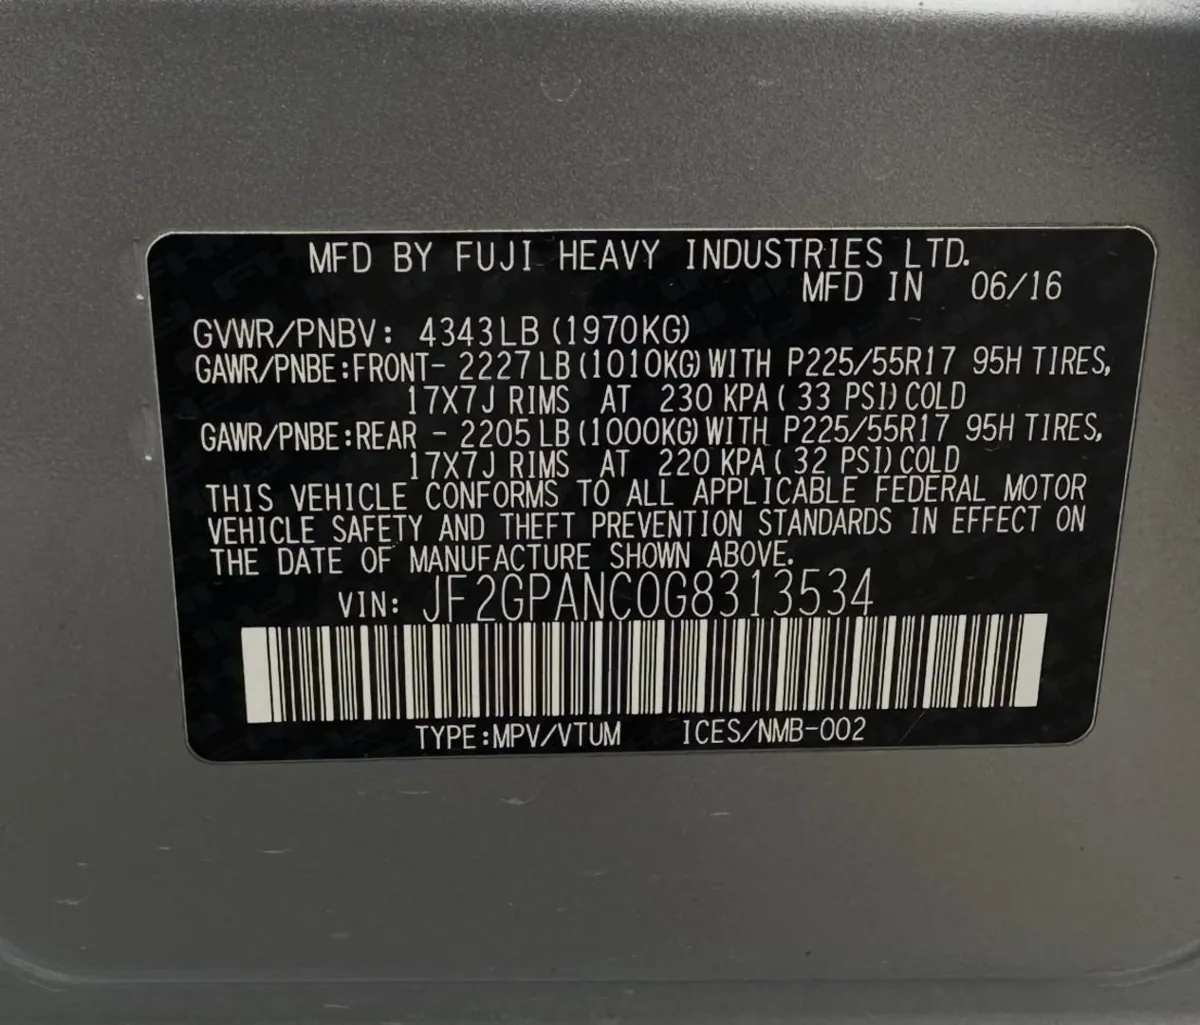 MFD BY FUJI HEAVY INDUSTRIES LTD.
MFD IN 06/16
GVWR/PNBV: 4343LB (1970KG)
GAWR/PNBE:FRONT- 2227LB(1010KG)WITH P225/55R17 95H TIRES,
17X7J RIMS AT 230 KPA( 33 PSI)COLD
GAWR/PNBE:REAR - 2205LB(1000KG)WITH P225/55R17 95H TIRES,
17X7J RIMS AT 220 KPA( 32 PSI)COLD
THIS VEHICLE CONFORMS TO ALL APPLICABLE FEDERAL MOTOR
VEHICLE SAFETY AND THEFT PREVENTION STANDARDS IN EFFECT ON
THE DATE OF MANUFACTURE SHOWN ABOVE.
VIN: JF2GPANC0G8313534
TYPE:MPV/VTUM ICES/NMB-002